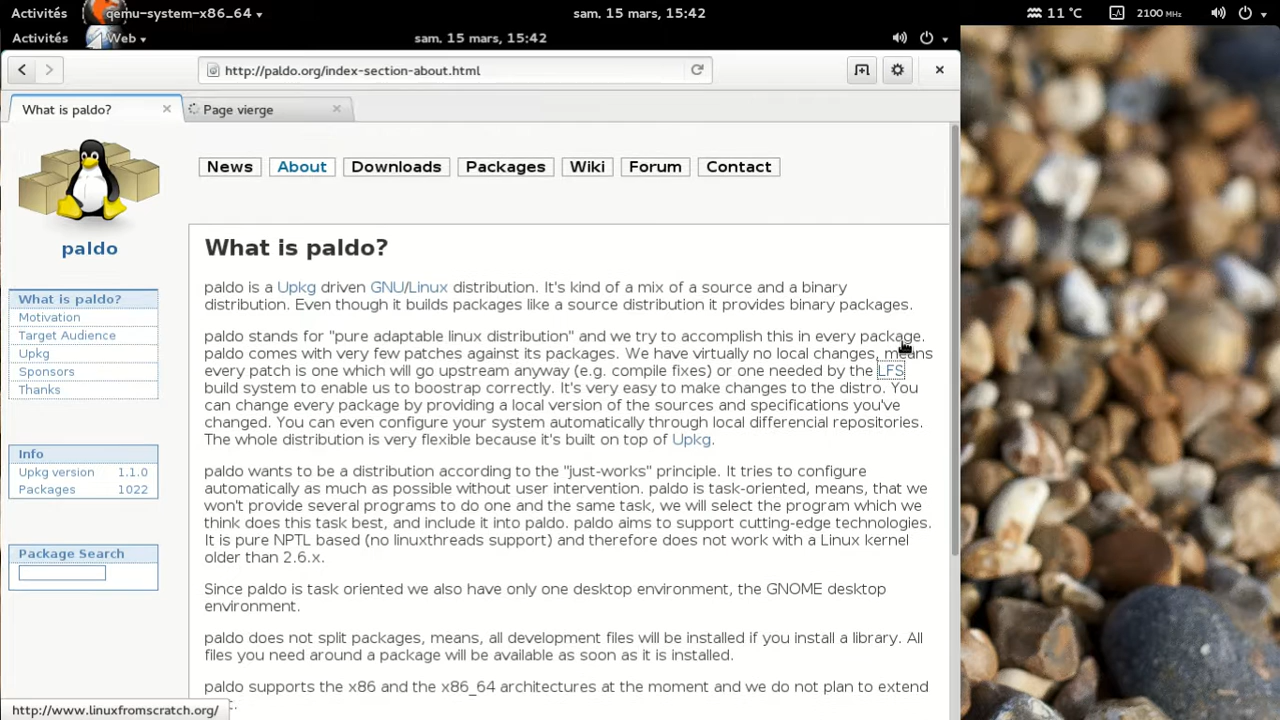 Activités qemu-system-x86_64 sam. 15 mars, 15:42 11 °C 2100 MHz
Activités Web sam. 15 mars, 15:42
http://paldo.org/index-section-about.html
What is paldo? Page vierge
News About Downloads Packages Wiki Forum Contact
paldo
What is paldo?
Motivation
Target Audience
Upkg
Sponsors
Thanks
Info
Upkg version 1.1.0
Packages 1022
Package Search
What is paldo?
paldo is a Upkg driven GNU/Linux distribution. It's kind of a mix of a source and a binary
distribution. Even though it builds packages like a source distribution it provides binary packages.
paldo stands for "pure adaptable linux distribution" and we try to accomplish this in every package.
paldo comes with very few patches against its packages. We have virtually no local changes, means
every patch is one which will go upstream anyway (e.g. compile fixes) or one needed by the LFS
build system to enable us to boostrap correctly. It's very easy to make changes to the distro. You
can change every package by providing a local version of the sources and specifications you've
changed. You can even configure your system automatically through local differencial repositories.
The whole distribution is very flexible because it's built on top of Upkg.
paldo wants to be a distribution according to the "just-works" principle. It tries to configure
automatically as much as possible without user intervention. paldo is task-oriented, means, that we
won't provide several programs to do one and the same task, we will select the program which we
think does this task best, and include it into paldo. paldo aims to support cutting-edge technologies.
It is pure NPTL based (no linuxthreads support) and therefore does not work with a Linux kernel
older than 2.6.x.
Since paldo is task oriented we also have only one desktop environment, the GNOME desktop
environment.
paldo does not split packages, means, all development files will be installed if you install a library. All
files you need around a package will be available as soon as it is installed.
paldo supports the x86 and the x86_64 architectures at the moment and we do not plan to extend
http://www.linuxfromscratch.org/